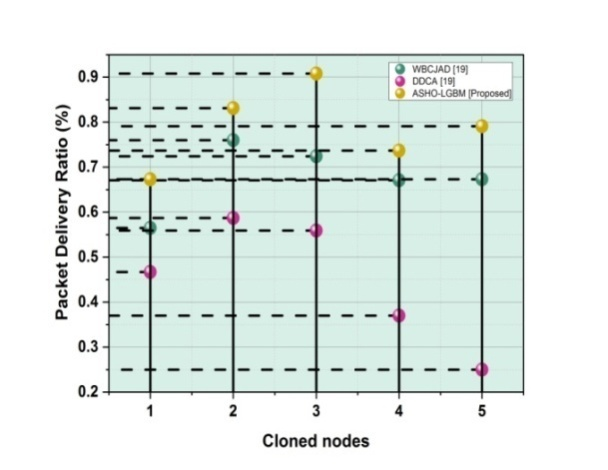 WBCJAD [19]
DDCA [19]
ASHO-LGBM [Proposed]
Packet Delivery Ratio (%)
0.9
0.8
0.7
0.6
0.5
0.4
0.3
0.2
1 2 3 4 5
Cloned nodes